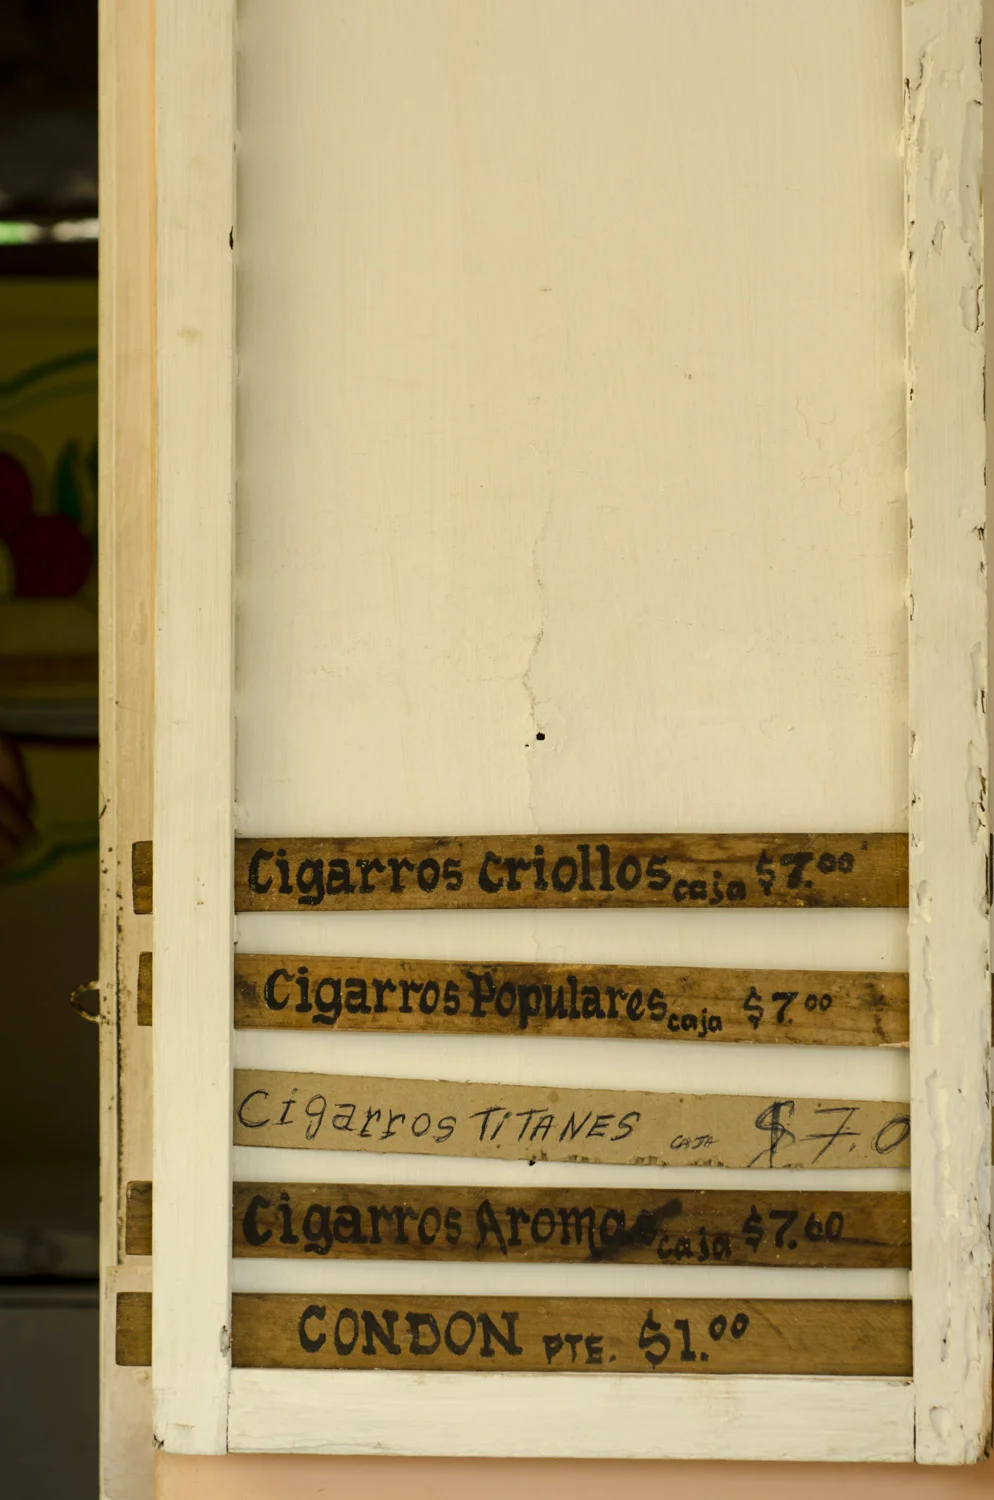 Cigarros Criollos caja $7.00
Cigarros Populares caja $7.00
Cigarros TiTANES CAJA $7.0
Cigarros Aromas caja $7.60
CONDON PTE. $1.00